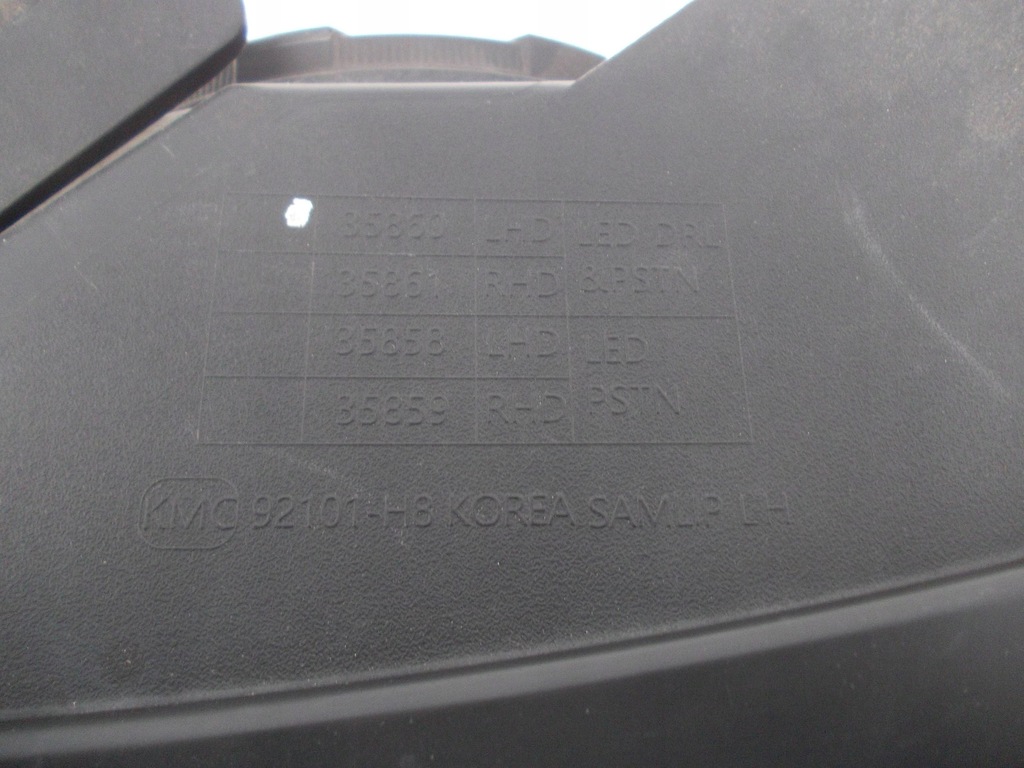 35860 LHD LED DRL
35861 RHD &PSTN
35858 LHD LED
35859 RHD PSTN
KMC 92101-H8 KOREA SAMLIP LH